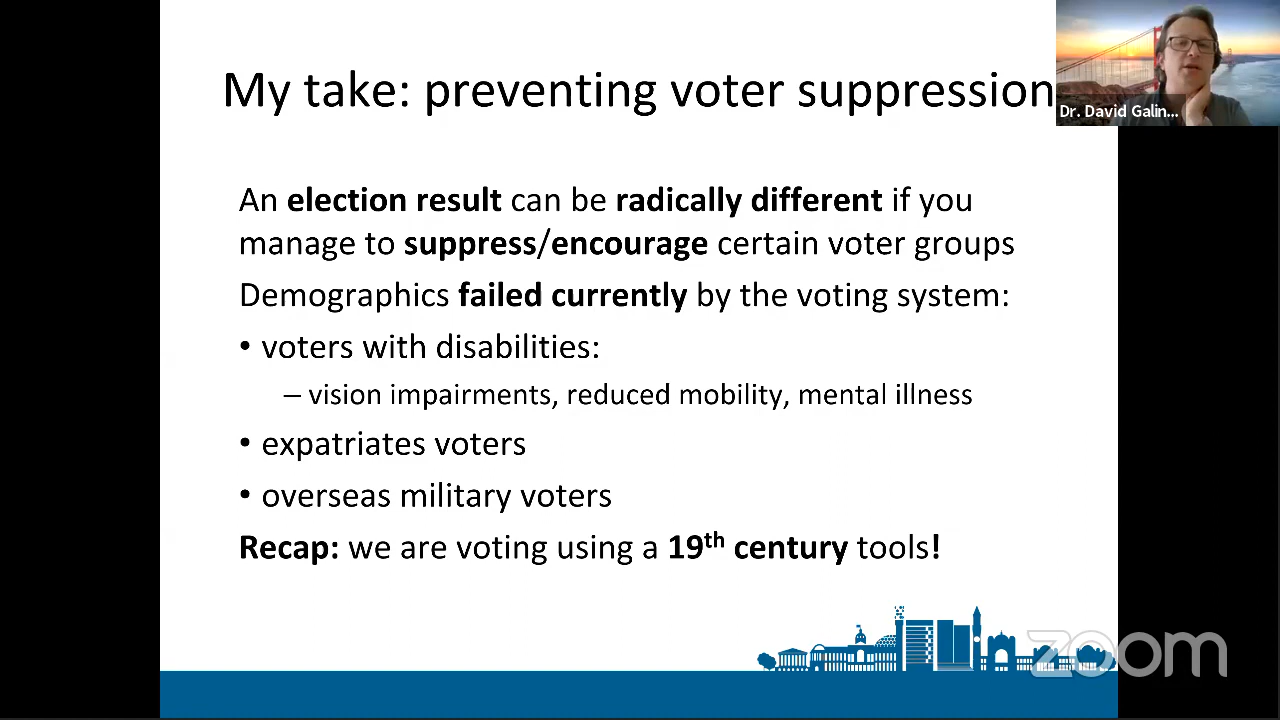 My take: preventing voter suppression
Dr. David Galin...
An election result can be radically different if you
manage to suppress/encourage certain voter groups
Demographics failed currently by the voting system:
• voters with disabilities:
– vision impairments, reduced mobility, mental illness
• expatriates voters
• overseas military voters
Recap: we are voting using a 19th century tools!
zoom